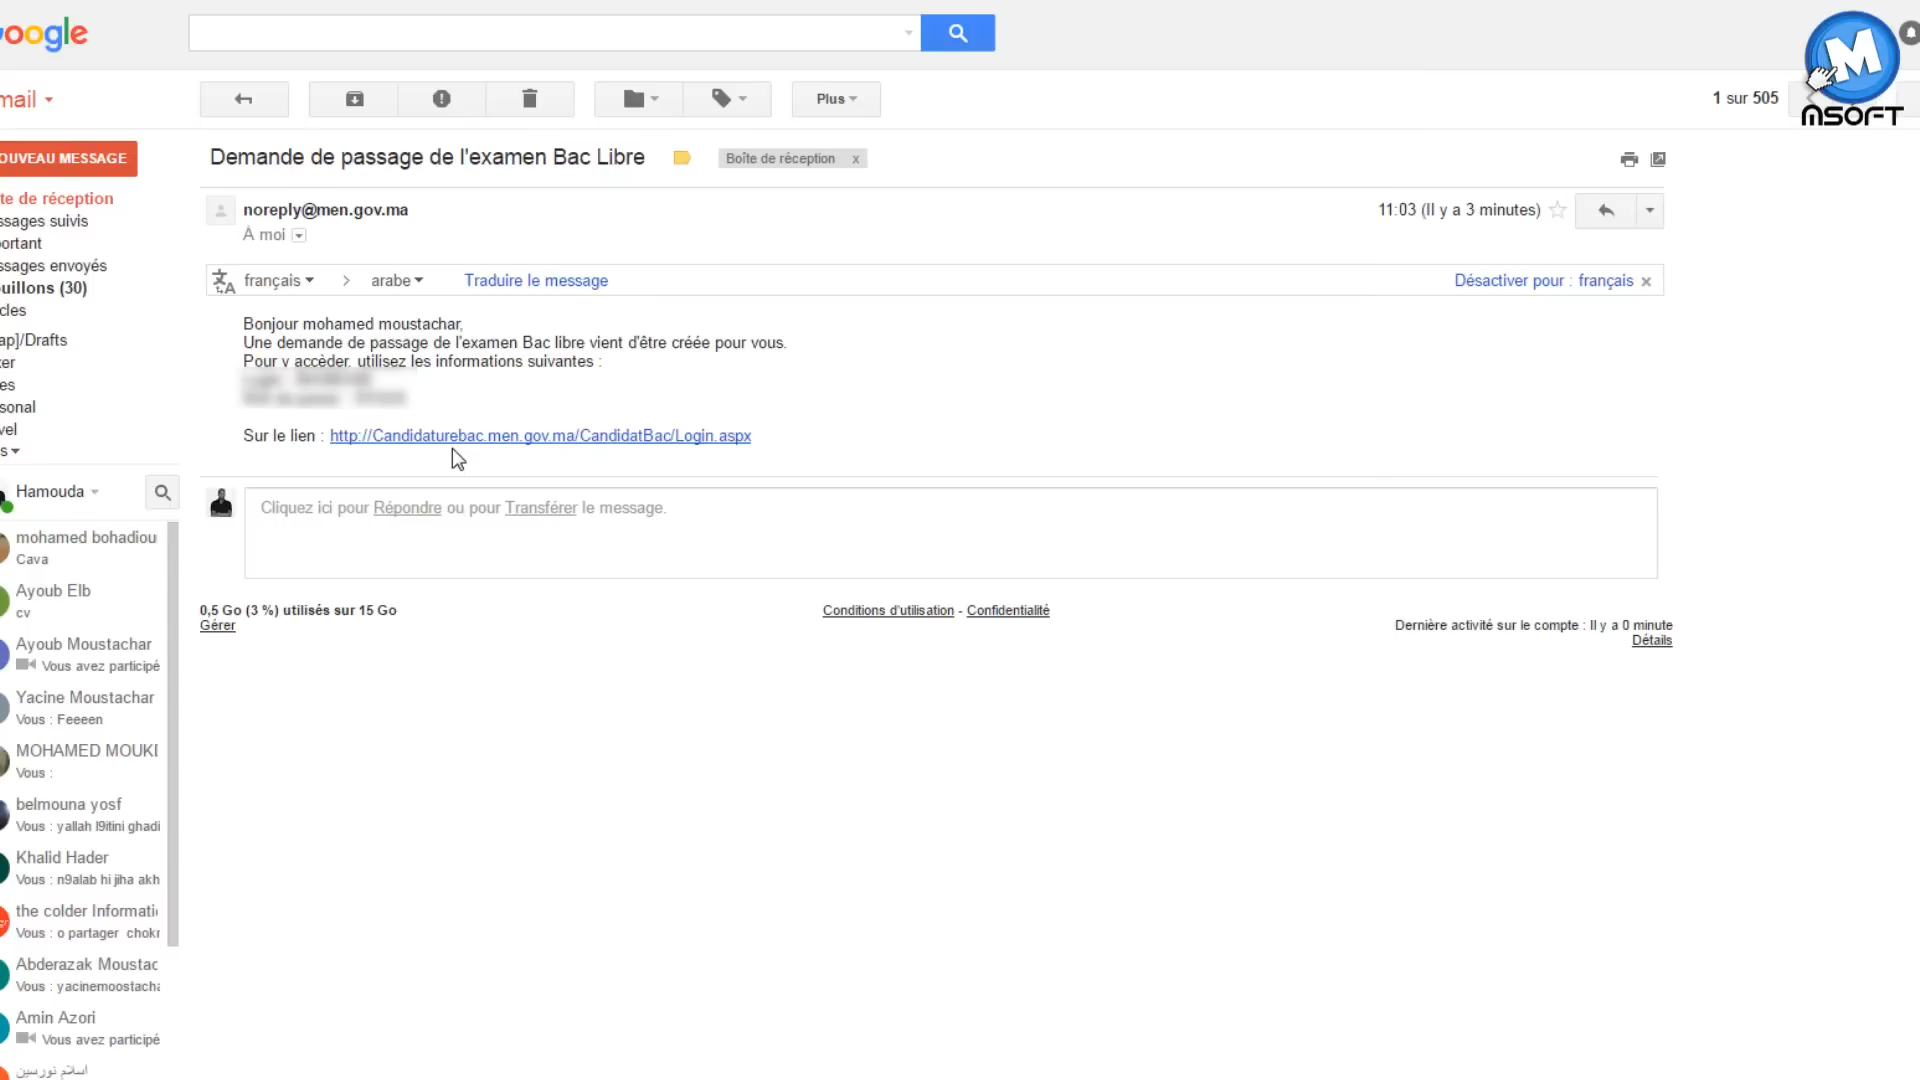 oogle
mail
Plus
1 sur 505
MSOFT
OUVEAU MESSAGE
Demande de passage de l'examen Bac Libre
Boîte de réception x
te de réception
ssages suivis
portant
ssages envoyés
uillons (30)
cles
ap]/Drafts
er
es
sonal
vel
s
noreply@men.gov.ma
11:03 (Il y a 3 minutes)
À moi
français > arabe Traduire le message
Désactiver pour : français x
Bonjour mohamed moustachar,
Une demande de passage de l'examen Bac libre vient d'être créée pour vous.
Pour y accèder, utilisez les informations suivantes :
Sur le lien : http://Candidaturebac.men.gov.ma/CandidatBac/Login.aspx
Cliquez ici pour Répondre ou pour Transférer le message.
0,5 Go (3 %) utilisés sur 15 Go
Gérer
Conditions d'utilisation - Confidentialité
Dernière activité sur le compte : Il y a 0 minute
Détails
Hamouda
mohamed bohadiou
Cava
Ayoub Elb
cv
Ayoub Moustachar
Vous avez participé
Yacine Moustachar
Vous : Feeeen
MOHAMED MOUKI
Vous :
belmouna yosf
Vous : yallah l9itini ghadi
Khalid Hader
Vous : n9alab hi jiha akh
the colder Informati
Vous : o partager chokr
Abderazak Moustac
Vous : yacinemoostacha
Amin Azori
Vous avez participé
اسلام نورسين